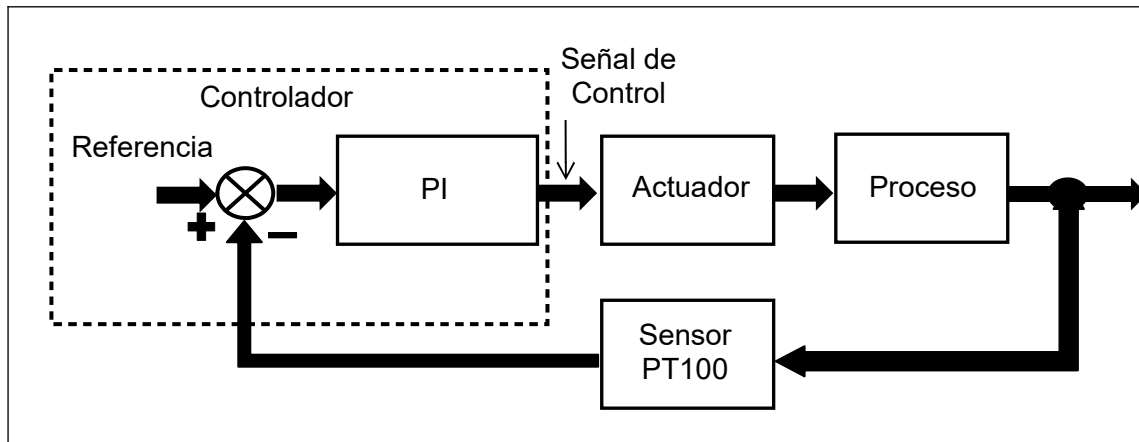 Señal de
Control
Controlador
Referencia
PI
Actuador
Proceso
+
−
Sensor
PT100